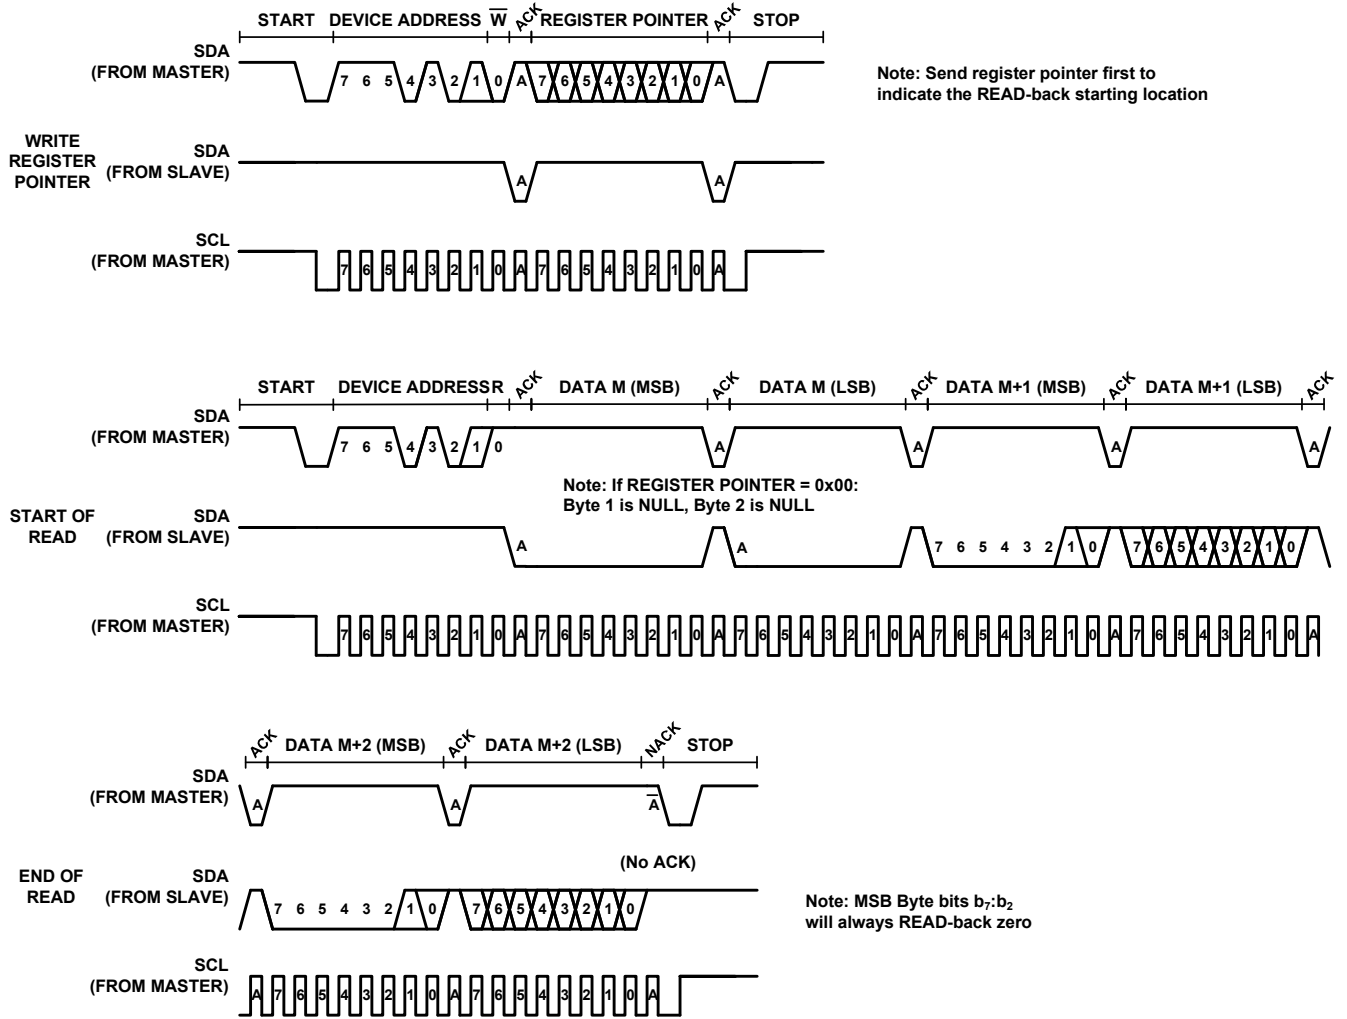 START DEVICE ADDRESS W̅ ACK REGISTER POINTER ACK STOP
SDA
(FROM MASTER)
7 6 5 4 3 2 1 0 A 7 6 5 4 3 2 1 0 A
Note: Send register pointer first to
indicate the READ-back starting location
WRITE
REGISTER
POINTER
SDA
(FROM SLAVE)
A A
SCL
(FROM MASTER)
7 6 5 4 3 2 1 0 A 7 6 5 4 3 2 1 0 A
START DEVICE ADDRESS R ACK DATA M (MSB) ACK DATA M (LSB) ACK DATA M+1 (MSB) ACK DATA M+1 (LSB) ACK
SDA
(FROM MASTER)
7 6 5 4 3 2 1 0 A A A A
Note: If REGISTER POINTER = 0x00:
Byte 1 is NULL, Byte 2 is NULL
START OF
READ
SDA
(FROM SLAVE)
A A 7 6 5 4 3 2 1 0 7 6 5 4 3 2 1 0
SCL
(FROM MASTER)
7 6 5 4 3 2 1 0 A 7 6 5 4 3 2 1 0 A 7 6 5 4 3 2 1 0 A 7 6 5 4 3 2 1 0 A 7 6 5 4 3 2 1 0 A
ACK DATA M+2 (MSB) ACK DATA M+2 (LSB) NACK STOP
SDA
(FROM MASTER)
A A A̅
(No ACK)
END OF
READ
SDA
(FROM SLAVE)
7 6 5 4 3 2 1 0 7 6 5 4 3 2 1 0
Note: MSB Byte bits b₇:b₂
will always READ-back zero
SCL
(FROM MASTER)
A 7 6 5 4 3 2 1 0 A 7 6 5 4 3 2 1 0 A